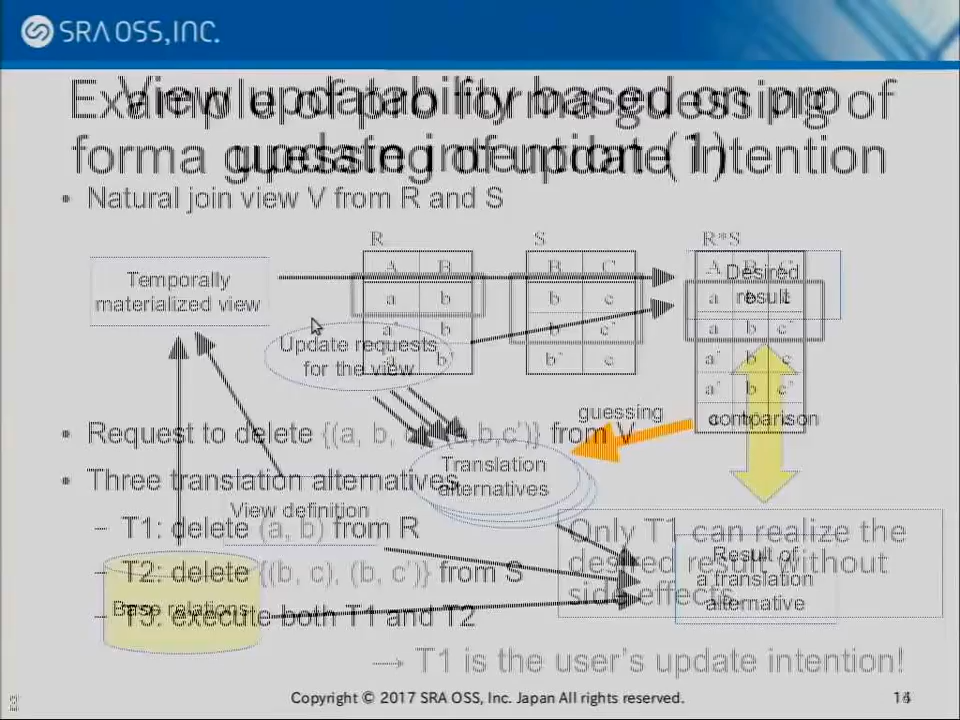 SRA OSS, INC.
View updatability based on pro
forma guessing of update intention
Example of pro forma guessing of
update intention (1)
• Natural join view V from R and S
R
A B
a b
a' b
a b'
S
B C
b c
b c'
b' c
R*S
A B C
a b c
a b c'
a' b c
a' b c'
Temporally
materialized view
Desired
result
Update requests
for the view
guessing
comparison
• Request to delete {(a, b, c), (a,b,c')} from V
Translation
alternatives
• Three translation alternatives
View definition
– T1: delete (a, b) from R
– T2: delete {(b, c), (b, c')} from S
– T3: execute both T1 and T2
Base relations
Only T1 can realize the
desired result without
side effects.
Result of
a translation
alternative
→ T1 is the user's update intention!
Copyright © 2017 SRA OSS, Inc. Japan All rights reserved.